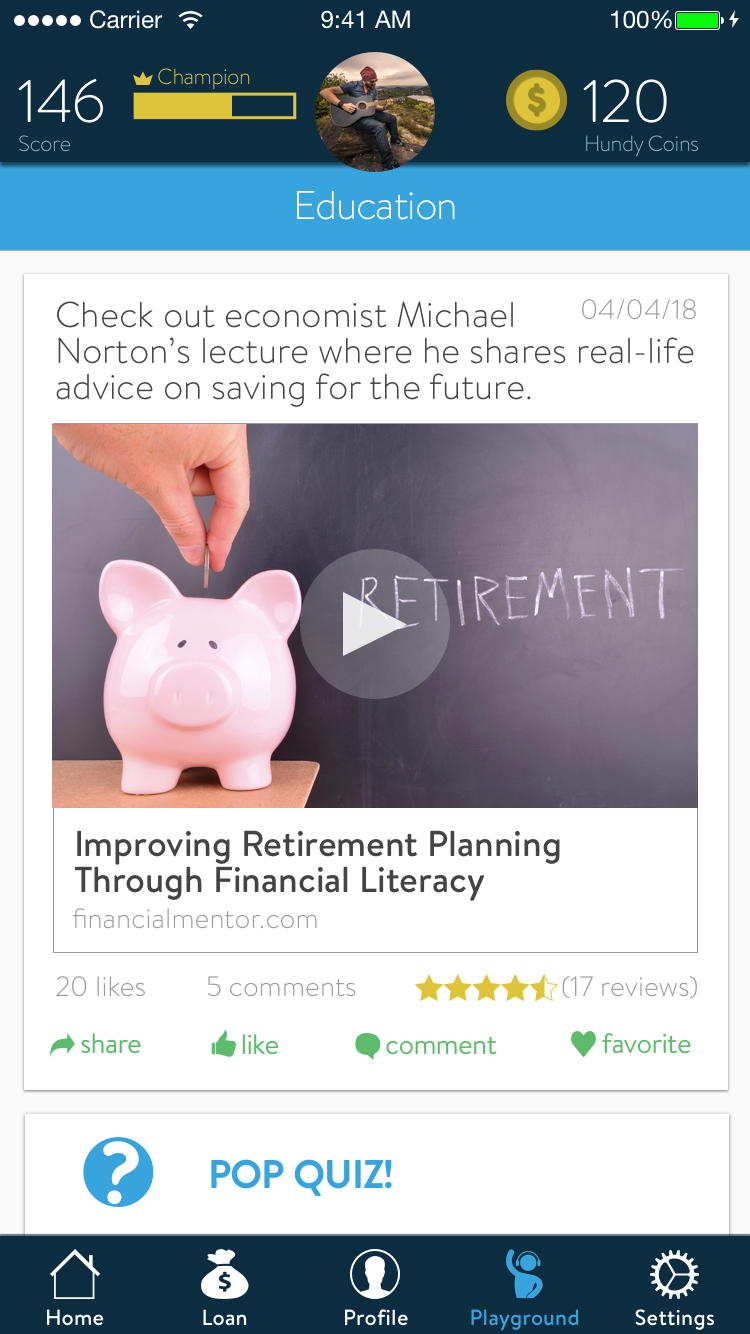 Carrier 9:41 AM 100%
146 Champion 120
Score Hundy Coins
Education
04/04/18
Check out economist Michael
Norton’s lecture where he shares real-life
advice on saving for the future.
RETIREMENT
Improving Retirement Planning
Through Financial Literacy
financialmentor.com
20 likes 5 comments (17 reviews)
share like comment favorite
? POP QUIZ!
Home Loan Profile Playground Settings